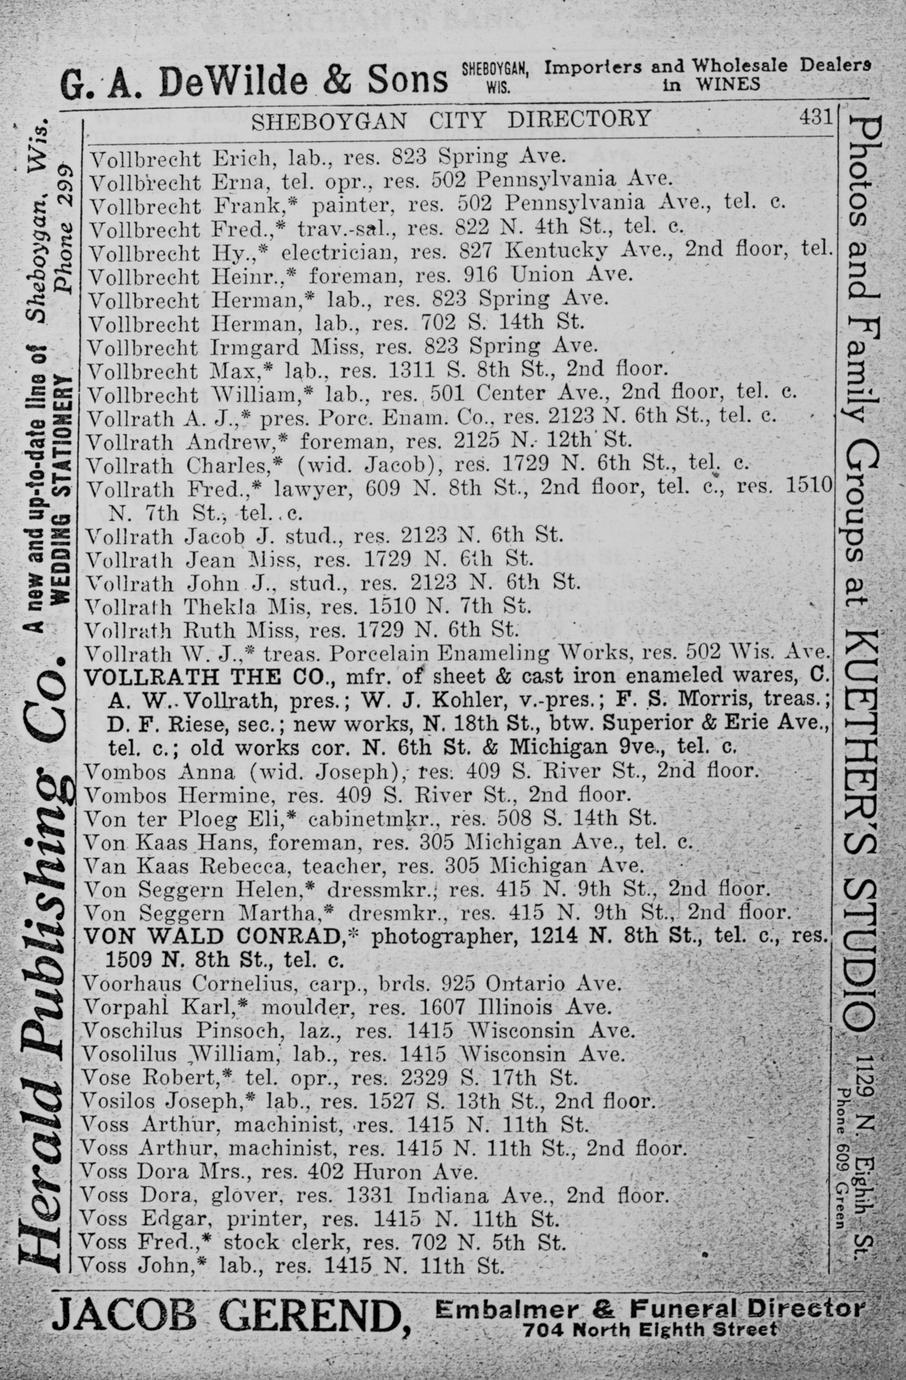 G. A. DeWilde & Sons SHEBOYGAN, WIS. Importers and Wholesale Dealers in WINES
SHEBOYGAN CITY DIRECTORY 431
Vollbrecht Erich, lab., res. 823 Spring Ave.
Vollbrecht Erna, tel. opr., res. 502 Pennsylvania Ave.
Vollbrecht Frank,* painter, res. 502 Pennsylvania Ave., tel. c.
Vollbrecht Fred.,* trav.-sal., res. 822 N. 4th St., tel. c.
Vollbrecht Hy.,* electrician, res. 827 Kentucky Ave., 2nd floor, tel.
Vollbrecht Heinr.,* foreman, res. 916 Union Ave.
Vollbrecht Herman,* lab., res. 823 Spring Ave.
Vollbrecht Herman, lab., res. 702 S. 14th St.
Vollbrecht Irmgard Miss, res. 823 Spring Ave.
Vollbrecht Max,* lab., res. 1311 S. 8th St., 2nd floor.
Vollbrecht William,* lab., res. 501 Center Ave., 2nd floor, tel. c.
Vollrath A. J.,* pres. Porc. Enam. Co., res. 2123 N. 6th St., tel. c.
Vollrath Andrew,* foreman, res. 2125 N. 12th St.
Vollrath Charles,* (wid. Jacob), res. 1729 N. 6th St., tel. c.
Vollrath Fred.,* lawyer, 609 N. 8th St., 2nd floor, tel. c., res. 1510
N. 7th St., tel. c.
Vollrath Jacob J. stud., res. 2123 N. 6th St.
Vollrath Jean Miss, res. 1729 N. 6th St.
Vollrath John J., stud., res. 2123 N. 6th St.
Vollrath Thekla Mis, res. 1510 N. 7th St.
Vollrath Ruth Miss, res. 1729 N. 6th St.
Vollrath W. J.,* treas. Porcelain Enameling Works, res. 502 Wis. Ave.
VOLLRATH THE CO., mfr. of sheet & cast iron enameled wares, C.
A. W. Vollrath, pres.; W. J. Kohler, v.-pres.; F. S. Morris, treas.;
D. F. Riese, sec.; new works, N. 18th St., btw. Superior & Erie Ave.,
tel. c.; old works cor. N. 6th St. & Michigan 9ve., tel. c.
Vombos Anna (wid. Joseph), res. 409 S. River St., 2nd floor.
Vombos Hermine, res. 409 S. River St., 2nd floor.
Von ter Ploeg Eli,* cabinetmkr., res. 508 S. 14th St.
Von Kaas Hans, foreman, res. 305 Michigan Ave., tel. c.
Van Kaas Rebecca, teacher, res. 305 Michigan Ave.
Von Seggern Helen,* dressmkr., res. 415 N. 9th St., 2nd floor.
Von Seggern Martha,* dresmkr., res. 415 N. 9th St., 2nd floor.
VON WALD CONRAD,* photographer, 1214 N. 8th St., tel. c., res.
1509 N. 8th St., tel. c.
Voorhaus Cornelius, carp., brds. 925 Ontario Ave.
Vorpahl Karl,* moulder, res. 1607 Illinois Ave.
Voschilus Pinsoch, laz., res. 1415 Wisconsin Ave.
Vosolilus William, lab., res. 1415 Wisconsin Ave.
Vose Robert,* tel. opr., res. 2329 S. 17th St.
Vosilos Joseph,* lab., res. 1527 S. 13th St., 2nd floor.
Voss Arthur, machinist, res. 1415 N. 11th St.
Voss Arthur, machinist, res. 1415 N. 11th St., 2nd floor.
Voss Dora Mrs., res. 402 Huron Ave.
Voss Dora, glover, res. 1331 Indiana Ave., 2nd floor.
Voss Edgar, printer, res. 1415 N. 11th St.
Voss Fred.,* stock clerk, res. 702 N. 5th St.
Voss John,* lab., res. 1415 N. 11th St.
Herald Publishing Co. A new and up-to-date line of Sheboygan, Wis.
WEDDING STATIONERY Phone 299
Photos and Family Groups at KUETHER'S STUDIO 1129 N. Eighih St.
Phone 609 Green
JACOB GEREND, Embalmer & Funeral Director
704 North Eighth Street